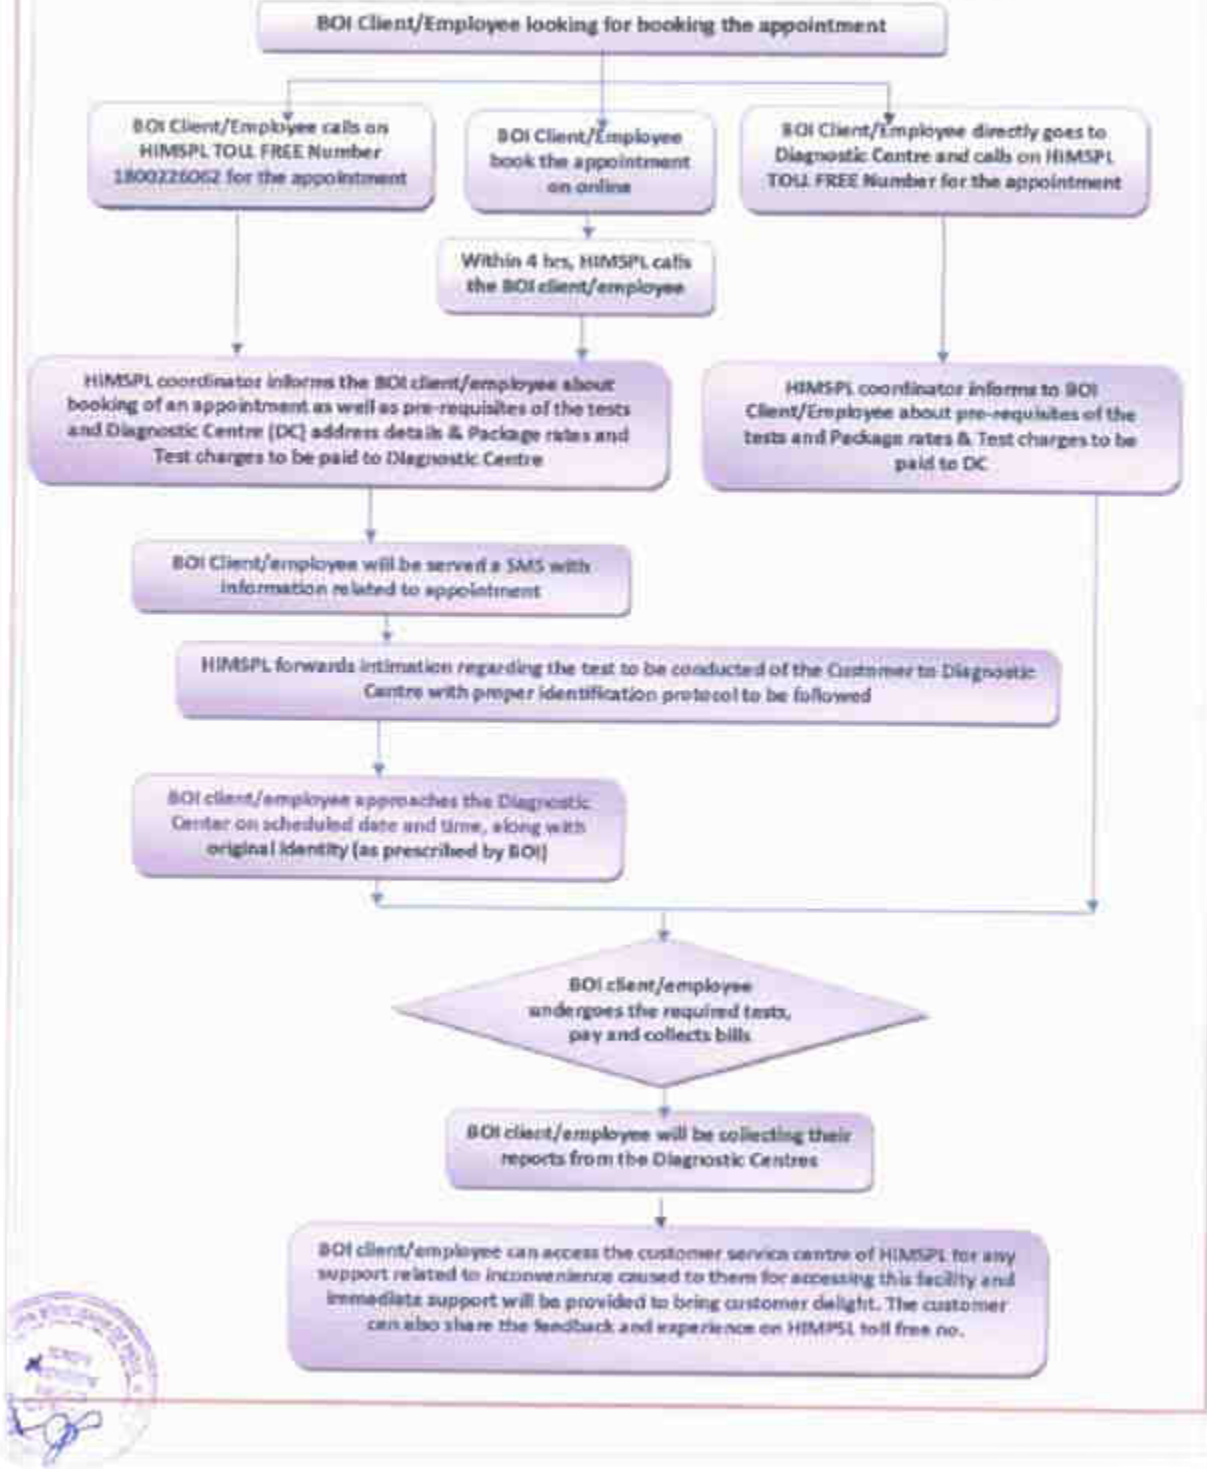 BOI Client/Employee looking for booking the appointment
BOI Client/Employee calls on
HIMSPL TOLL FREE Number
1800226062 for the appointment
BOI Client/Employee
book the appointment
on online
BOI Client/Employee directly goes to
Diagnostic Centre and calls on HIMSPL
TOLL FREE Number for the appointment
Within 4 hrs, HIMSPL calls
the BOI client/employee
HIMSPL coordinator informs the BOI client/employee about
booking of an appointment as well as pre-requisites of the tests
and Diagnostic Centre (DC) address details & Package rates and
Test charges to be paid to Diagnostic Centre
HIMSPL coordinator informs to BOI
Client/Employee about pre-requisites of the
tests and Package rates & Test charges to be
paid to DC
BOI Client/employee will be served a SMS with
information related to appointment
HIMSPL forwards intimation regarding the test to be conducted of the Customer to Diagnostic
Centre with proper identification protocol to be followed
BOI client/employee approaches the Diagnostic
Center on scheduled date and time, along with
original identity (as prescribed by BOI)
BOI client/employee
undergoes the required tests,
pay and collects bills
BOI client/employee will be collecting their
reports from the Diagnostic Centres
BOI client/employee can access the customer service centre of HIMSPL for any
support related to inconvenience caused to them for accessing this facility and
immediate support will be provided to bring customer delight. The customer
can also share the feedback and experience on HIMPSL toll free no.